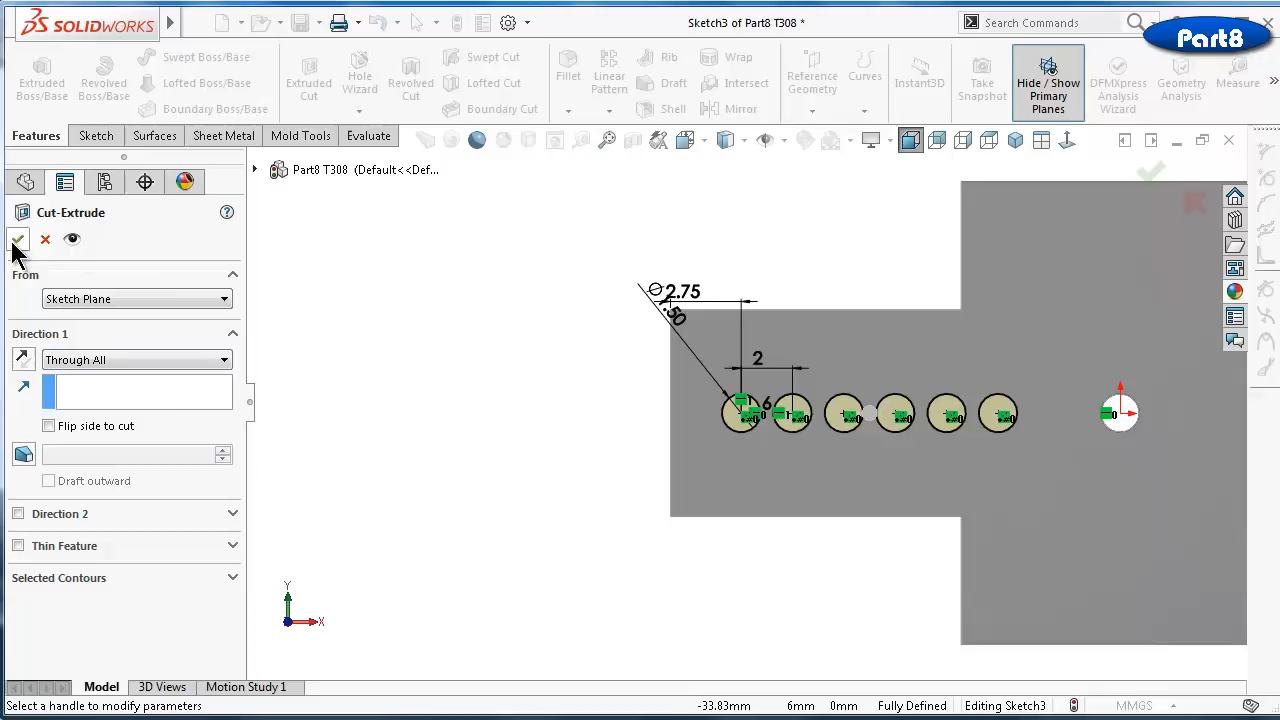 SOLIDWORKS
Sketch3 of Part8 T308 *
Search Commands
Part8
Extruded Boss/Base
Revolved Boss/Base
Swept Boss/Base
Lofted Boss/Base
Boundary Boss/Base
Extruded Cut
Hole Wizard
Revolved Cut
Swept Cut
Lofted Cut
Boundary Cut
Fillet
Linear Pattern
Rib
Draft
Shell
Wrap
Intersect
Mirror
Reference Geometry
Curves
Instant3D
Take Snapshot
Hide / Show Primary Planes
DFMXpress Analysis Wizard
Geometry Analysis
Measure
Features
Sketch
Surfaces
Sheet Metal
Mold Tools
Evaluate
Part8 T308 (Default<<Def...
Cut-Extrude
From
Sketch Plane
Direction 1
Through All
Flip side to cut
Draft outward
Direction 2
Thin Feature
Selected Contours
2.75
1.50
2
6
Y
X
Model
3D Views
Motion Study 1
Select a handle to modify parameters
-33.83mm
6mm
0mm
Fully Defined
Editing Sketch3
MMGS